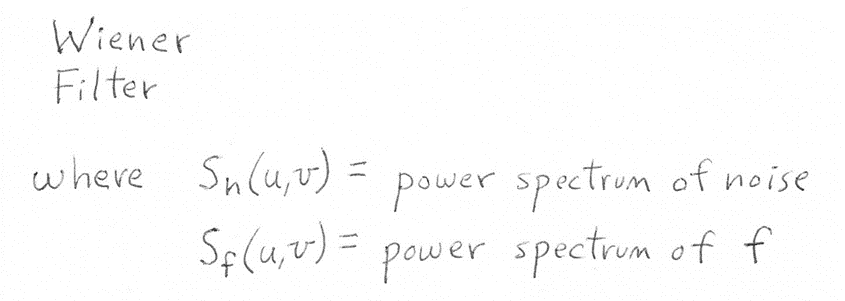 Wiener
Filter
where Sn(u,v) = power spectrum of noise
Sf(u,v) = power spectrum of f